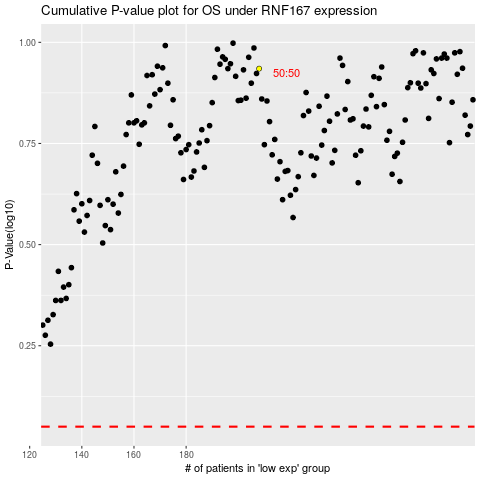 Cumulative P-value plot for OS under RNF167 expression
1.00
50:50
0.75
P-Value(log10)
0.50
0.25
120 140 160 180
# of patients in 'low exp' group